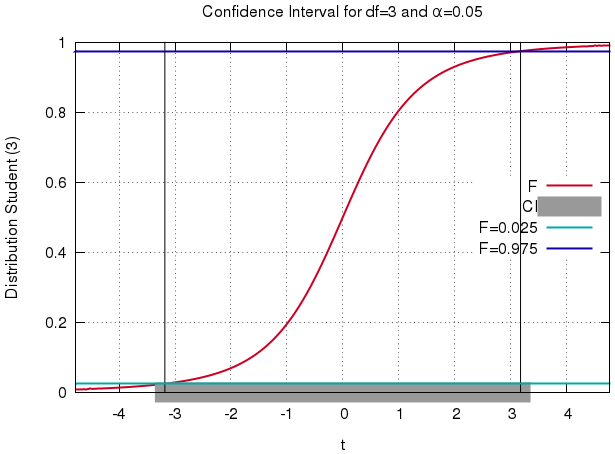 Confidence Interval for df=3 and α=0.05
Distribution Student (3)
1
0.8
0.6
0.4
0.2
0
F
CI
F=0.025
F=0.975
-4 -3 -2 -1 0 1 2 3 4
t